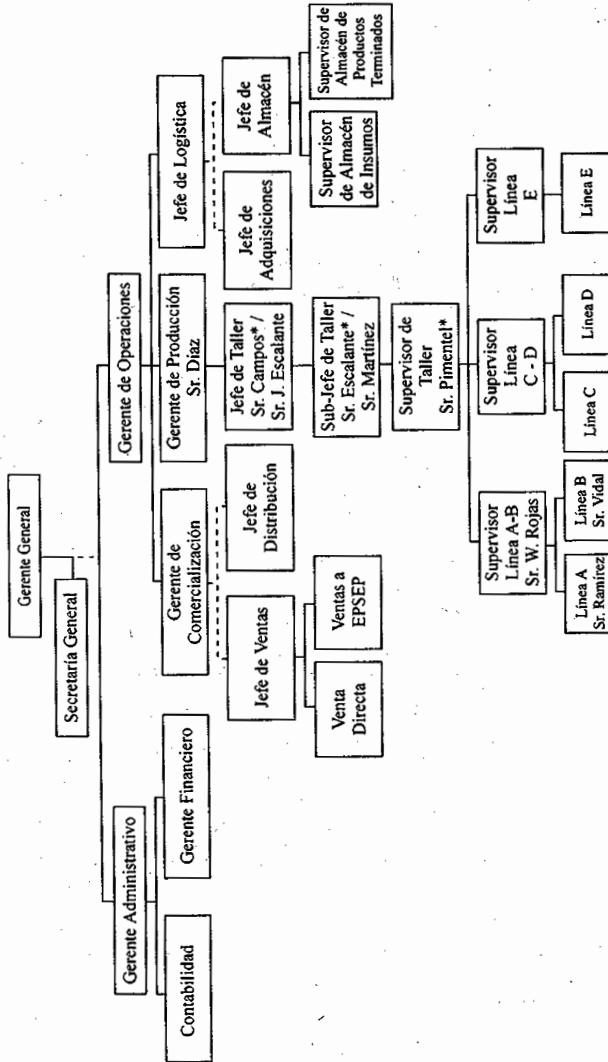 Gerente General
Secretaría General
Gerente Administrativo
Gerente de Operaciones
Contabilidad
Gerente Financiero
Gerente de
Comercialización
Gerente de Producción
Sr. Díaz
Jefe de Logística
Jefe de Ventas
Jefe de
Distribución
Jefe de Taller
Sr. Campos* /
Sr. J. Escalante
Jefe de
Adquisiciones
Jefe de
Almacén
Venta
Directa
Ventas a
EPSEP
Sub-Jefe de Taller
Sr. Escalante* /
Sr. Martínez
Supervisor
de Almacén
de Insumos
Supervisor de
Almacén de
Productos
Terminados
Supervisor de
Taller
Sr. Pimentel*
Supervisor
Línea A-B
Sr. W. Rojas
Supervisor
Línea
C - D
Supervisor
Línea
E
Línea A
Sr. Ramírez
Línea B
Sr. Vidal
Línea C
Línea D
Línea E